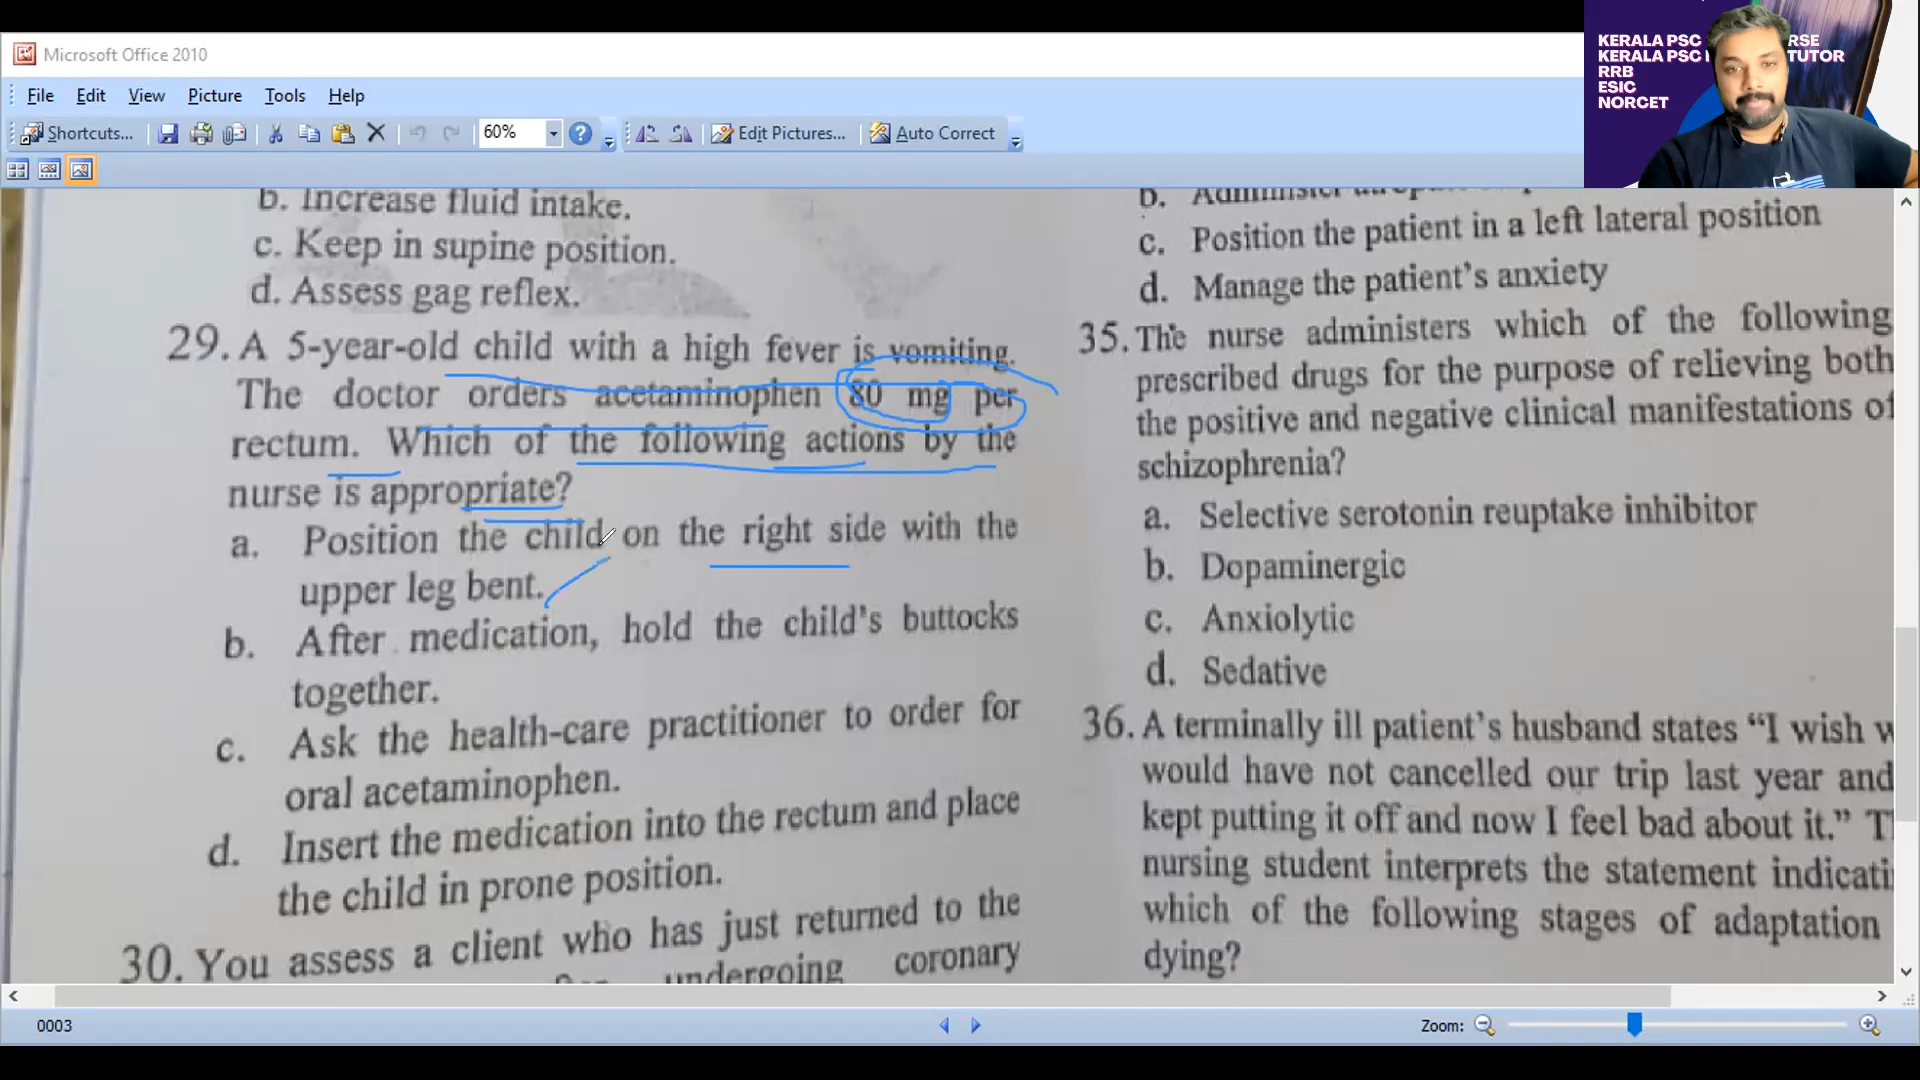 Microsoft Office 2010
File Edit View Picture Tools Help
Shortcuts... 60% Edit Pictures... Auto Correct
KERALA PSC RSE
KERALA PSC TUTOR
RRB
ESIC
NORCET
b. Increase fluid intake.
c. Keep in supine position.
d. Assess gag reflex.
29. A 5-year-old child with a high fever is vomiting.
The doctor orders acetaminophen 80 mg per
rectum. Which of the following actions by the
nurse is appropriate?
a. Position the child on the right side with the
upper leg bent.
b. After medication, hold the child's buttocks
together.
c. Ask the health-care practitioner to order for
oral acetaminophen.
d. Insert the medication into the rectum and place
the child in prone position.
30. You assess a client who has just returned to the
undergoing coronary
b. Administer
c. Position the patient in a left lateral position
d. Manage the patient's anxiety
35. The nurse administers which of the following
prescribed drugs for the purpose of relieving both
the positive and negative clinical manifestations of
schizophrenia?
a. Selective serotonin reuptake inhibitor
b. Dopaminergic
c. Anxiolytic
d. Sedative
36. A terminally ill patient's husband states "I wish w
would have not cancelled our trip last year and
kept putting it off and now I feel bad about it." T
nursing student interprets the statement indicati
which of the following stages of adaptation
dying?
0003 Zoom: